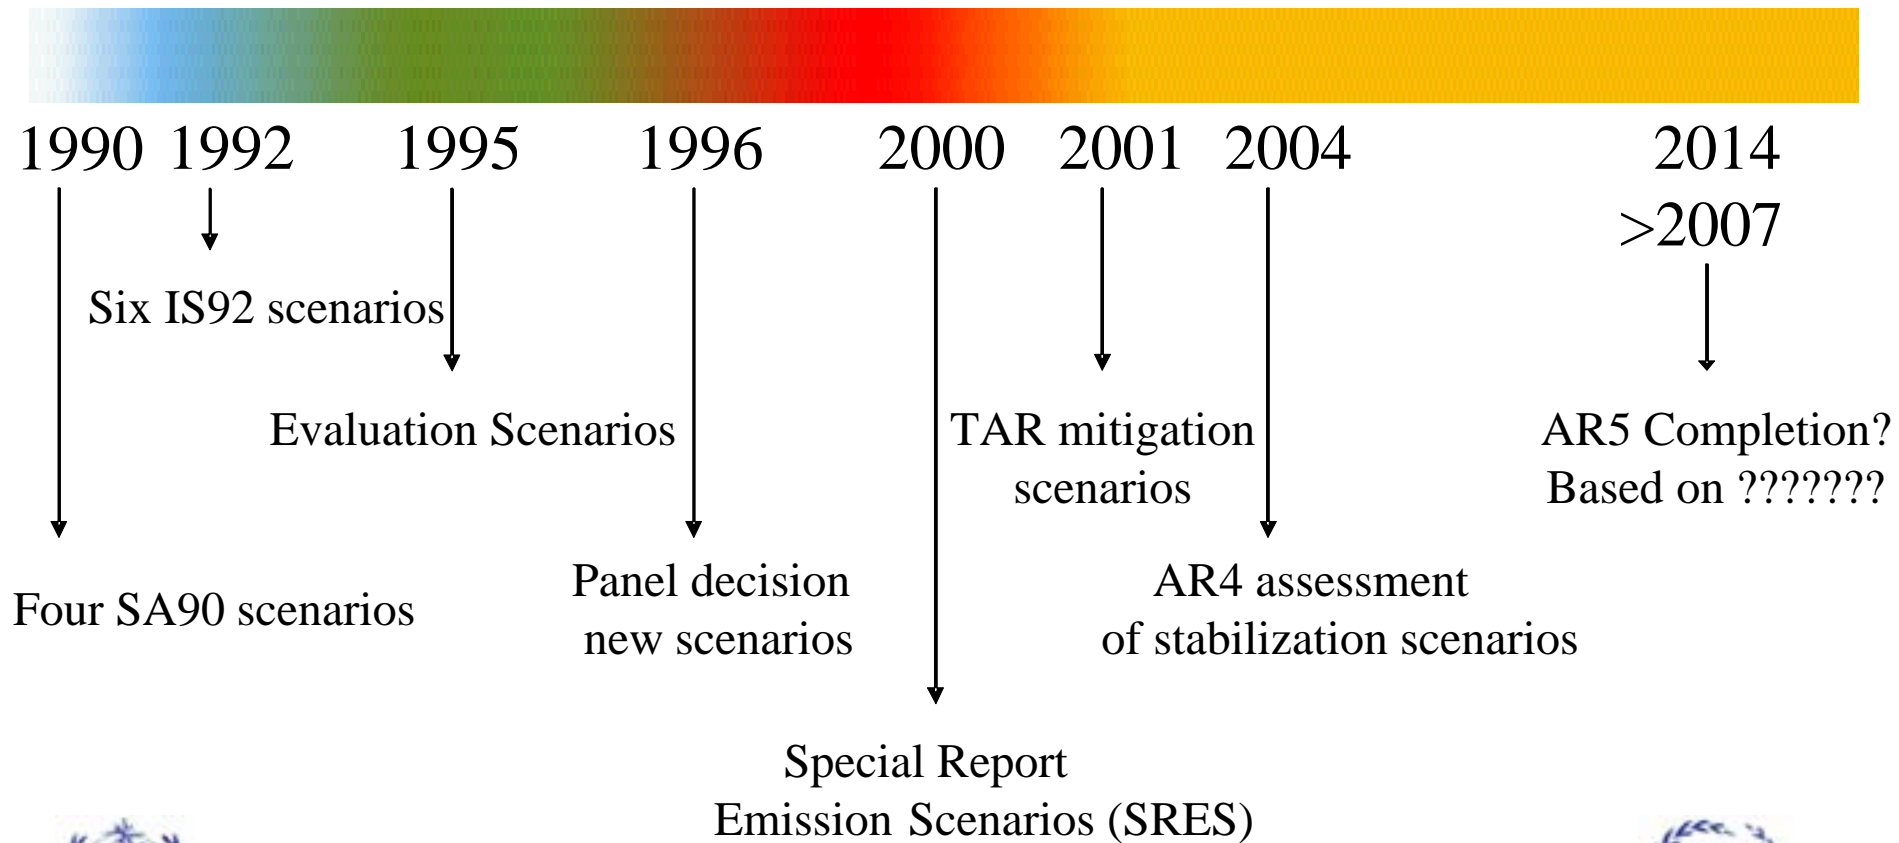 1990 1992 1995 1996 2000 2001 2004 2014
>2007
Six IS92 scenarios
Evaluation Scenarios
TAR mitigation
scenarios
AR5 Completion?
Based on ???????
Four SA90 scenarios
Panel decision
new scenarios
AR4 assessment
of stabilization scenarios
Special Report
Emission Scenarios (SRES)